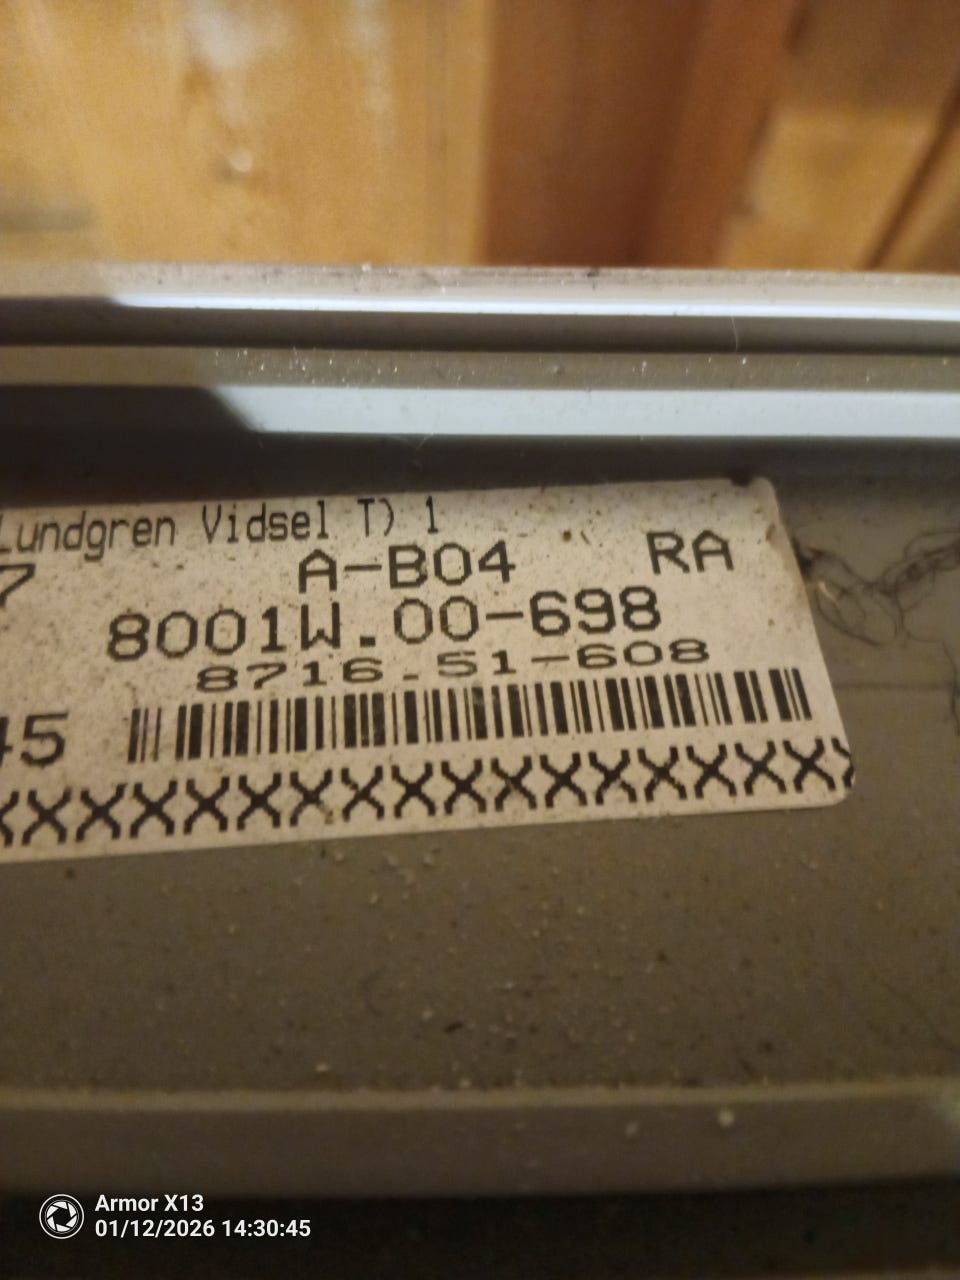 Lundgren Vidsel T) 1
7 A-B04 RA
8001W.00-698
8716.51-608
45
XXXXXXXXXXXXXXXXX
Armor X13
01/12/2026 14:30:45